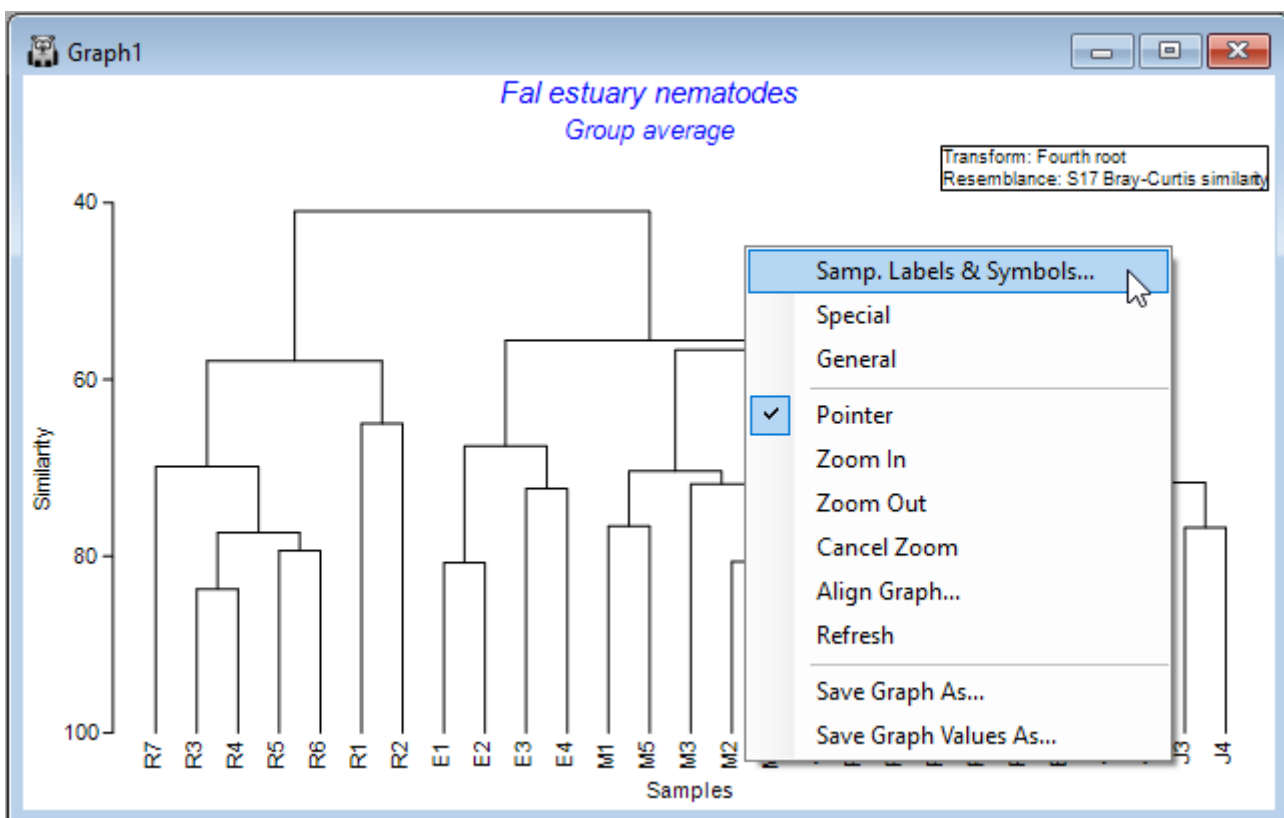 Graph1
Fal estuary nematodes
Group average
Transform: Fourth root
Resemblance: S17 Bray-Curtis similarity
40
60
80
100
Similarity
Samp. Labels & Symbols...
Special
General
Pointer
Zoom In
Zoom Out
Cancel Zoom
Align Graph...
Refresh
Save Graph As...
Save Graph Values As...
R7 R3 R4 R5 R6 R1 R2 E1 E2 E3 E4 M1 M5 M3 M2 J3 J4
Samples